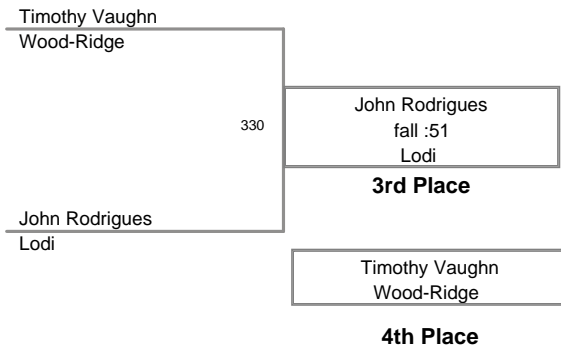 Timothy Vaughn
Wood-Ridge
330
John Rodrigues
fall :51
Lodi
3rd Place
John Rodrigues
Lodi
Timothy Vaughn
Wood-Ridge
4th Place